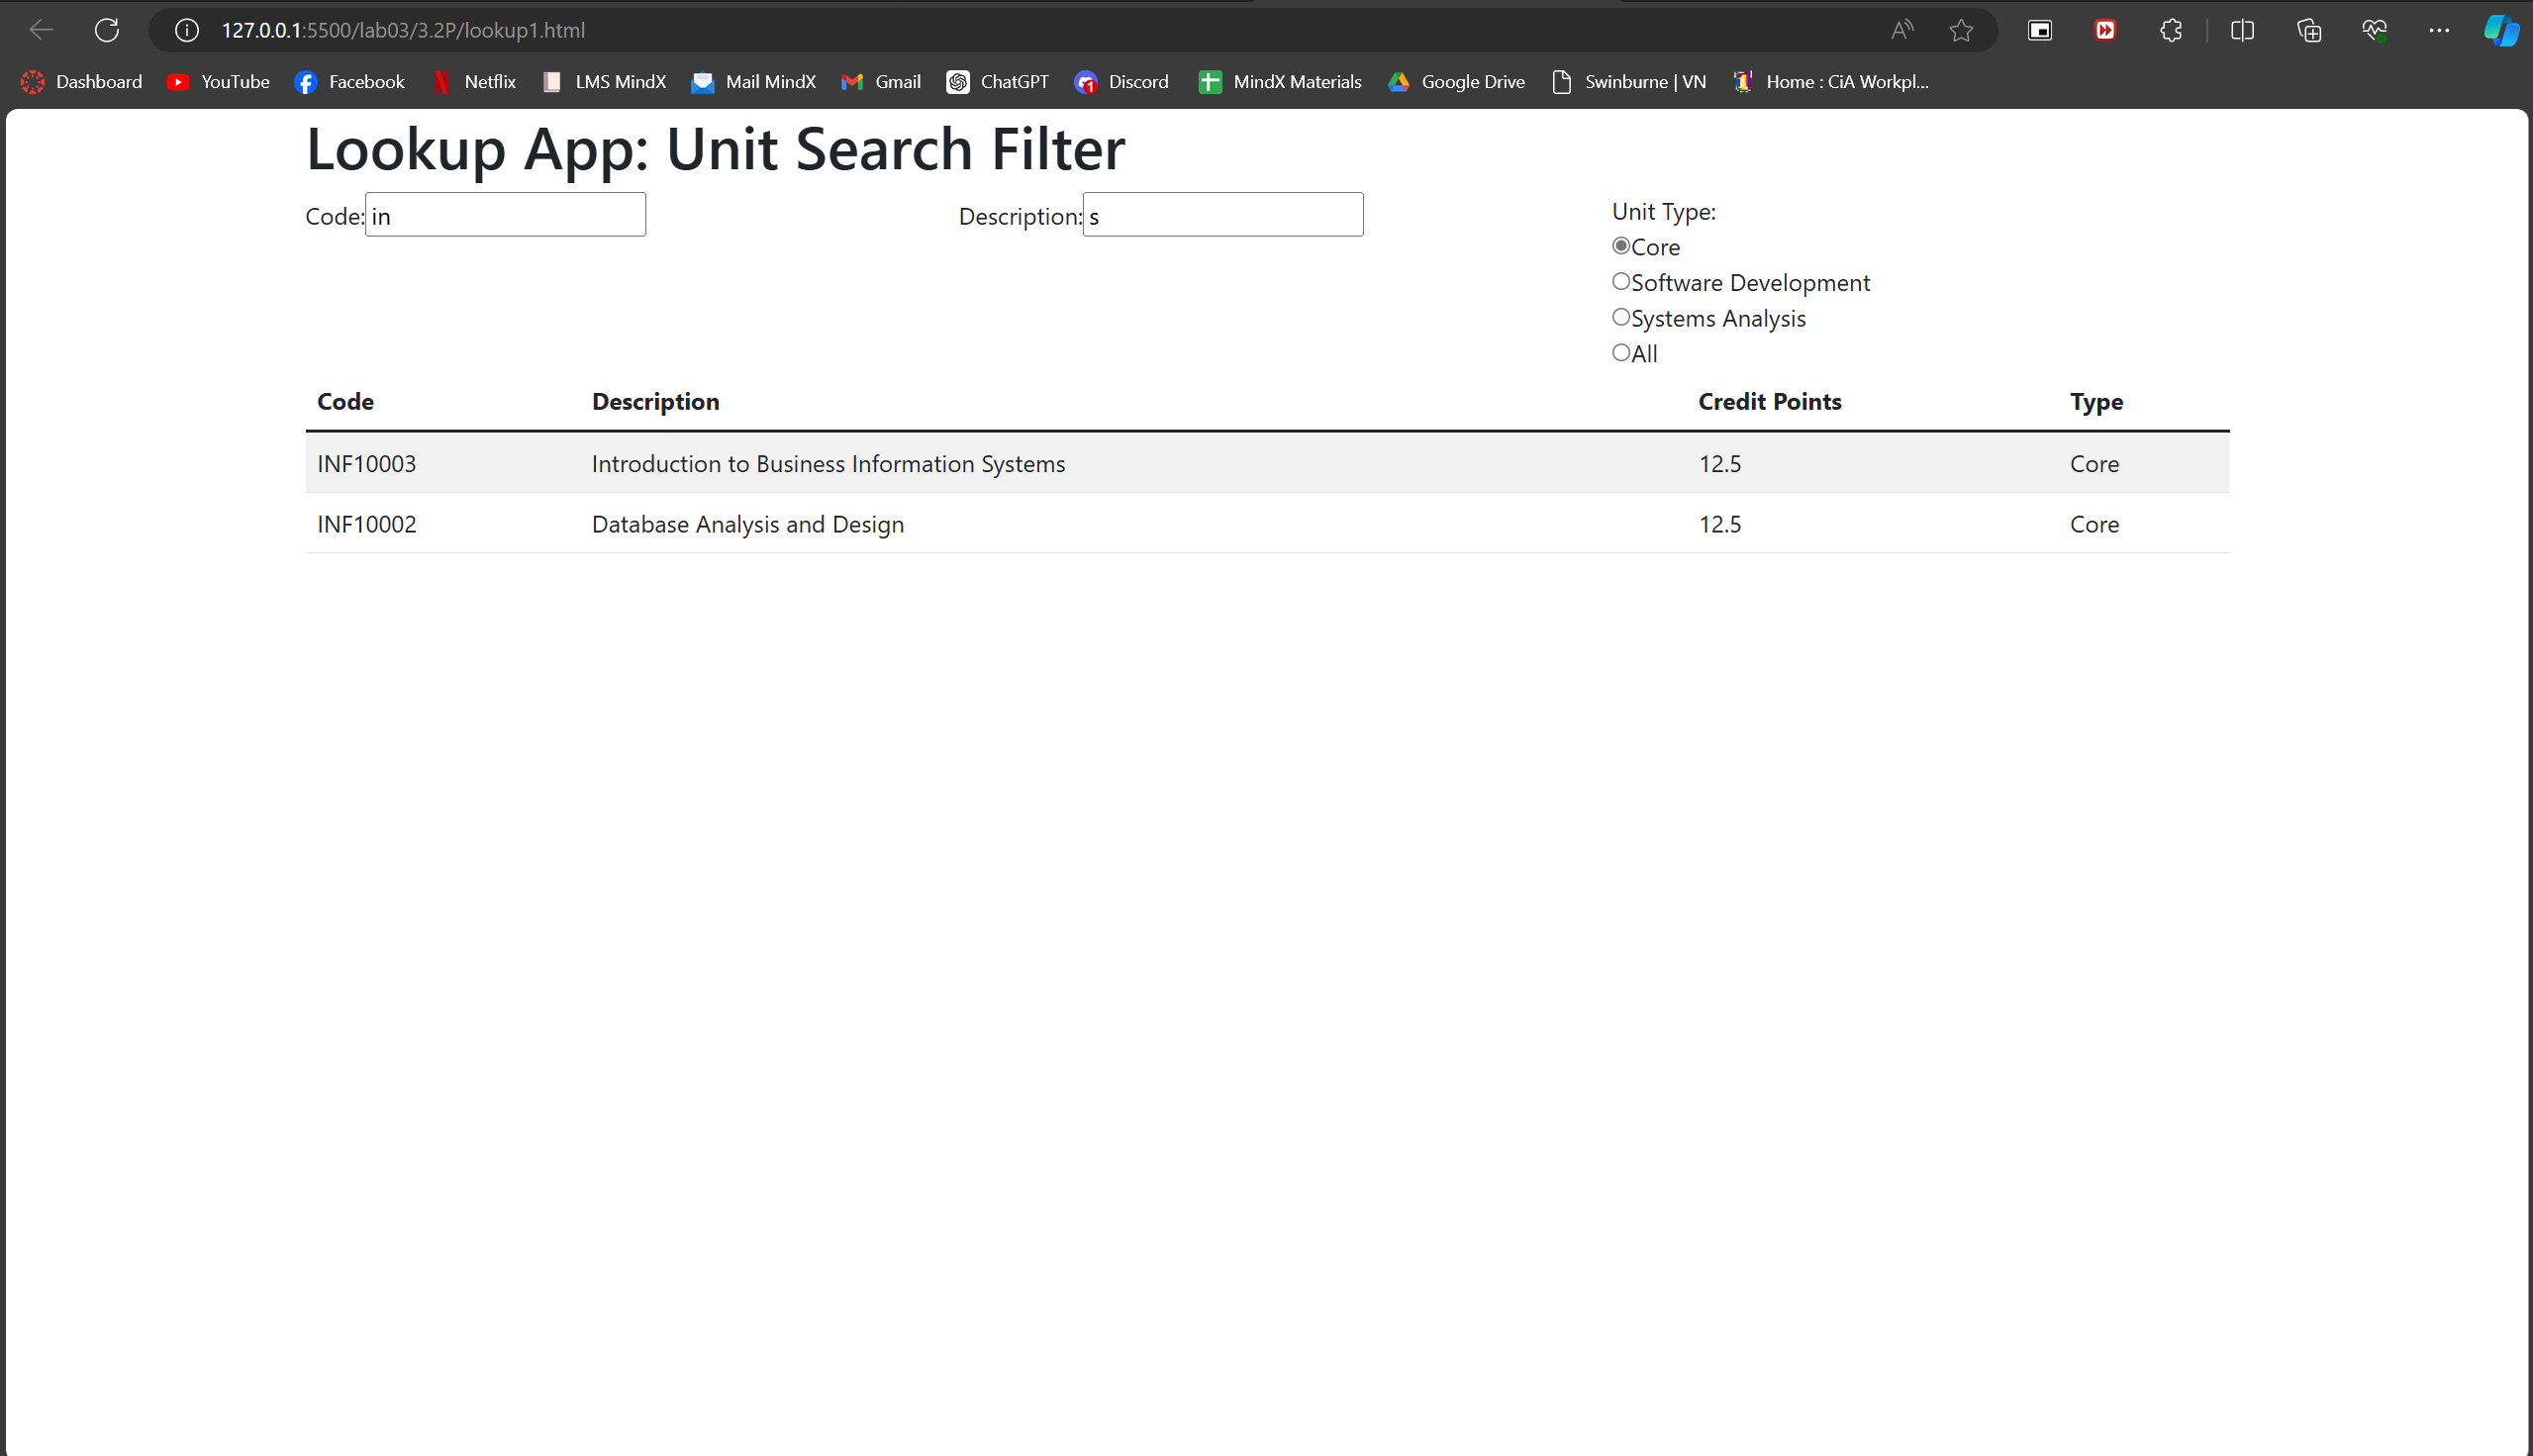 127.0.0.1:5500/lab03/3.2P/lookup1.html
Dashboard YouTube Facebook Netflix LMS MindX Mail MindX Gmail ChatGPT Discord MindX Materials Google Drive Swinburne | VN Home : CiA Workpl...
Lookup App: Unit Search Filter
Code: in Description: s Unit Type:
Core
Software Development
Systems Analysis
All
Code Description Credit Points Type
INF10003 Introduction to Business Information Systems 12.5 Core
INF10002 Database Analysis and Design 12.5 Core